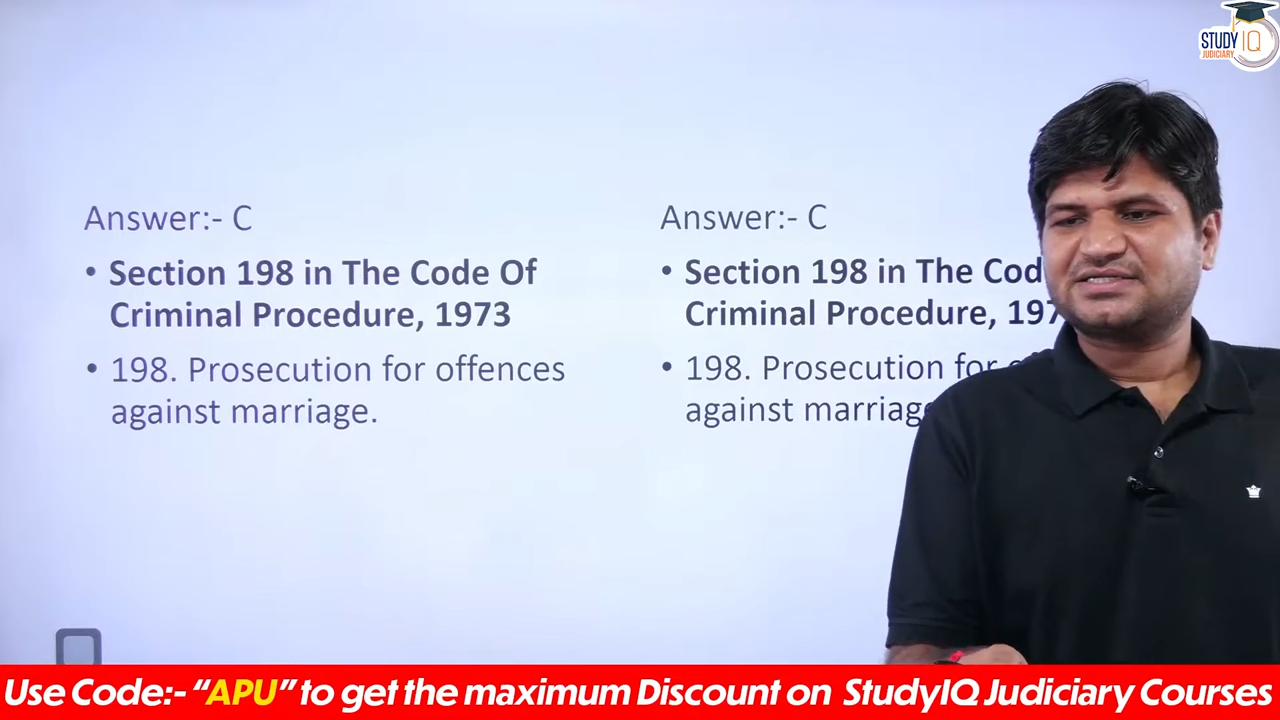 STUDY IQ
JUDICIARY
Answer:- C
• Section 198 in The Code Of
Criminal Procedure, 1973
• 198. Prosecution for offences
against marriage.
Answer:- C
• Section 198 in The Cod
Criminal Procedure, 197
• 198. Prosecution for
against marriag
Use Code:- “APU” to get the maximum Discount on StudyIQ Judiciary Courses